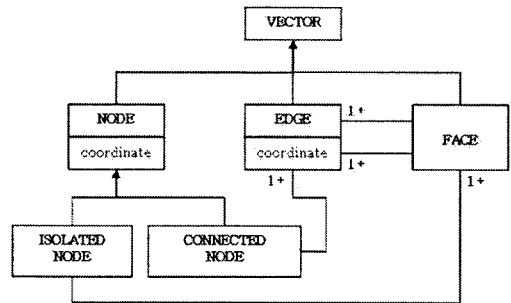 VECTOR
NODE
coordinate
EDGE
coordinate
1+
1+
1+
FACE
1+
ISOLATED
NODE
CONNECTED
NODE